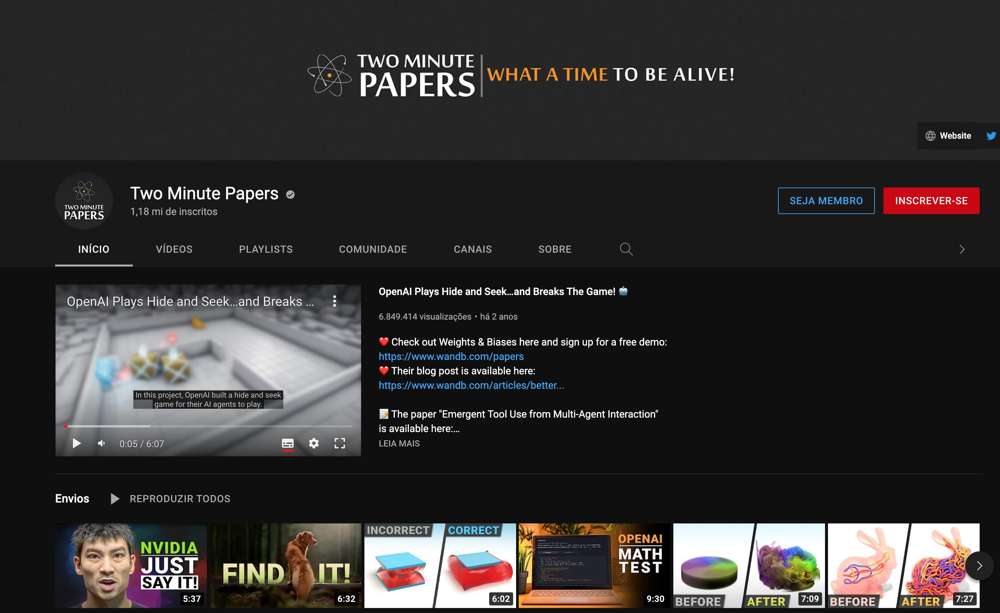 TWO MINUTE
PAPERS
WHAT A TIME TO BE ALIVE!
Website
TWO MINUTE
PAPERS
Two Minute Papers
1,18 mi de inscritos
SEJA MEMBRO
INSCREVER-SE
INÍCIO
VÍDEOS
PLAYLISTS
COMUNIDADE
CANAIS
SOBRE
OpenAI Plays Hide and Seek…and Breaks ...
In this project, OpenAI built a hide and seek
game for their AI agents to play.
0:05 / 6:07
OpenAI Plays Hide and Seek…and Breaks The Game! 🤖
6.849.414 visualizações • há 2 anos
❤️ Check out Weights & Biases here and sign up for a free demo:
https://www.wandb.com/papers
❤️ Their blog post is available here:
https://www.wandb.com/articles/better...
📝 The paper "Emergent Tool Use from Multi-Agent Interaction"
is available here:...
LEIA MAIS
Envios
REPRODUZIR TODOS
NVIDIA
JUST
SAY IT!
5:37
FIND IT!
6:32
INCORRECT
CORRECT
6:02
OPENAI
MATH
TEST
9:30
BEFORE
AFTER
7:09
BEFORE
AFTER
7:27